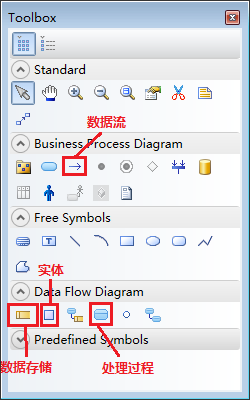 Toolbox
Standard
Business Process Diagram
数据流
Free Symbols
实体
Data Flow Diagram
Predefined Symbols
数据存储
处理过程